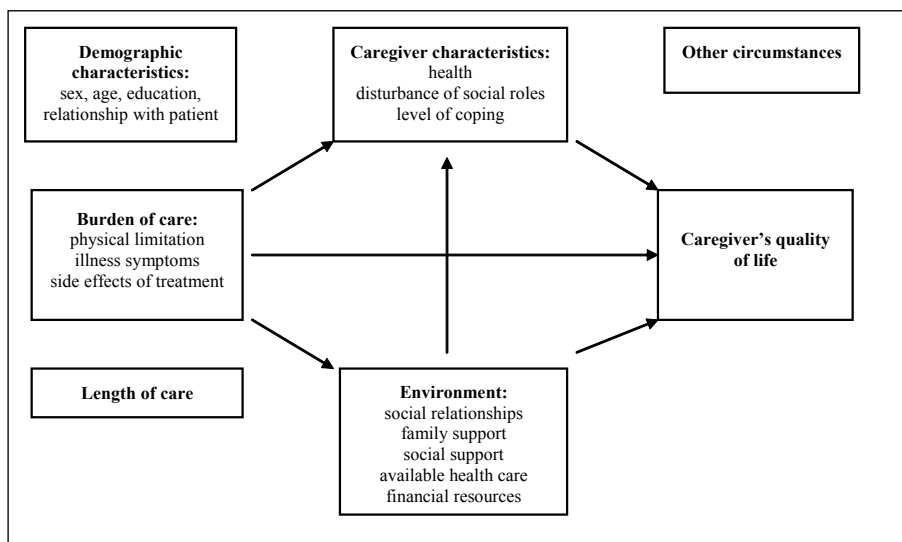 Demographic
characteristics:
sex, age, education,
relationship with patient
Caregiver characteristics:
health
disturbance of social roles
level of coping
Other circumstances
Burden of care:
physical limitation
illness symptoms
side effects of treatment
Caregiver’s quality
of life
Length of care
Environment:
social relationships
family support
social support
available health care
financial resources